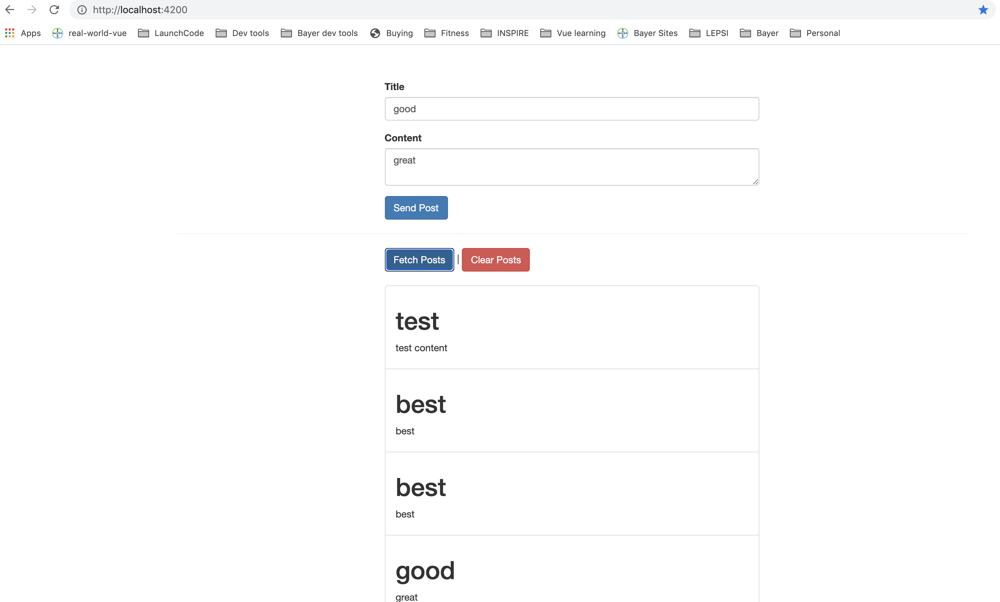 http://localhost:4200
Apps real-world-vue LaunchCode Dev tools Bayer dev tools Buying Fitness INSPIRE Vue learning Bayer Sites LEPSI Bayer Personal
Title
good
Content
great
Send Post
Fetch Posts | Clear Posts
test
test content
best
best
best
best
good
great